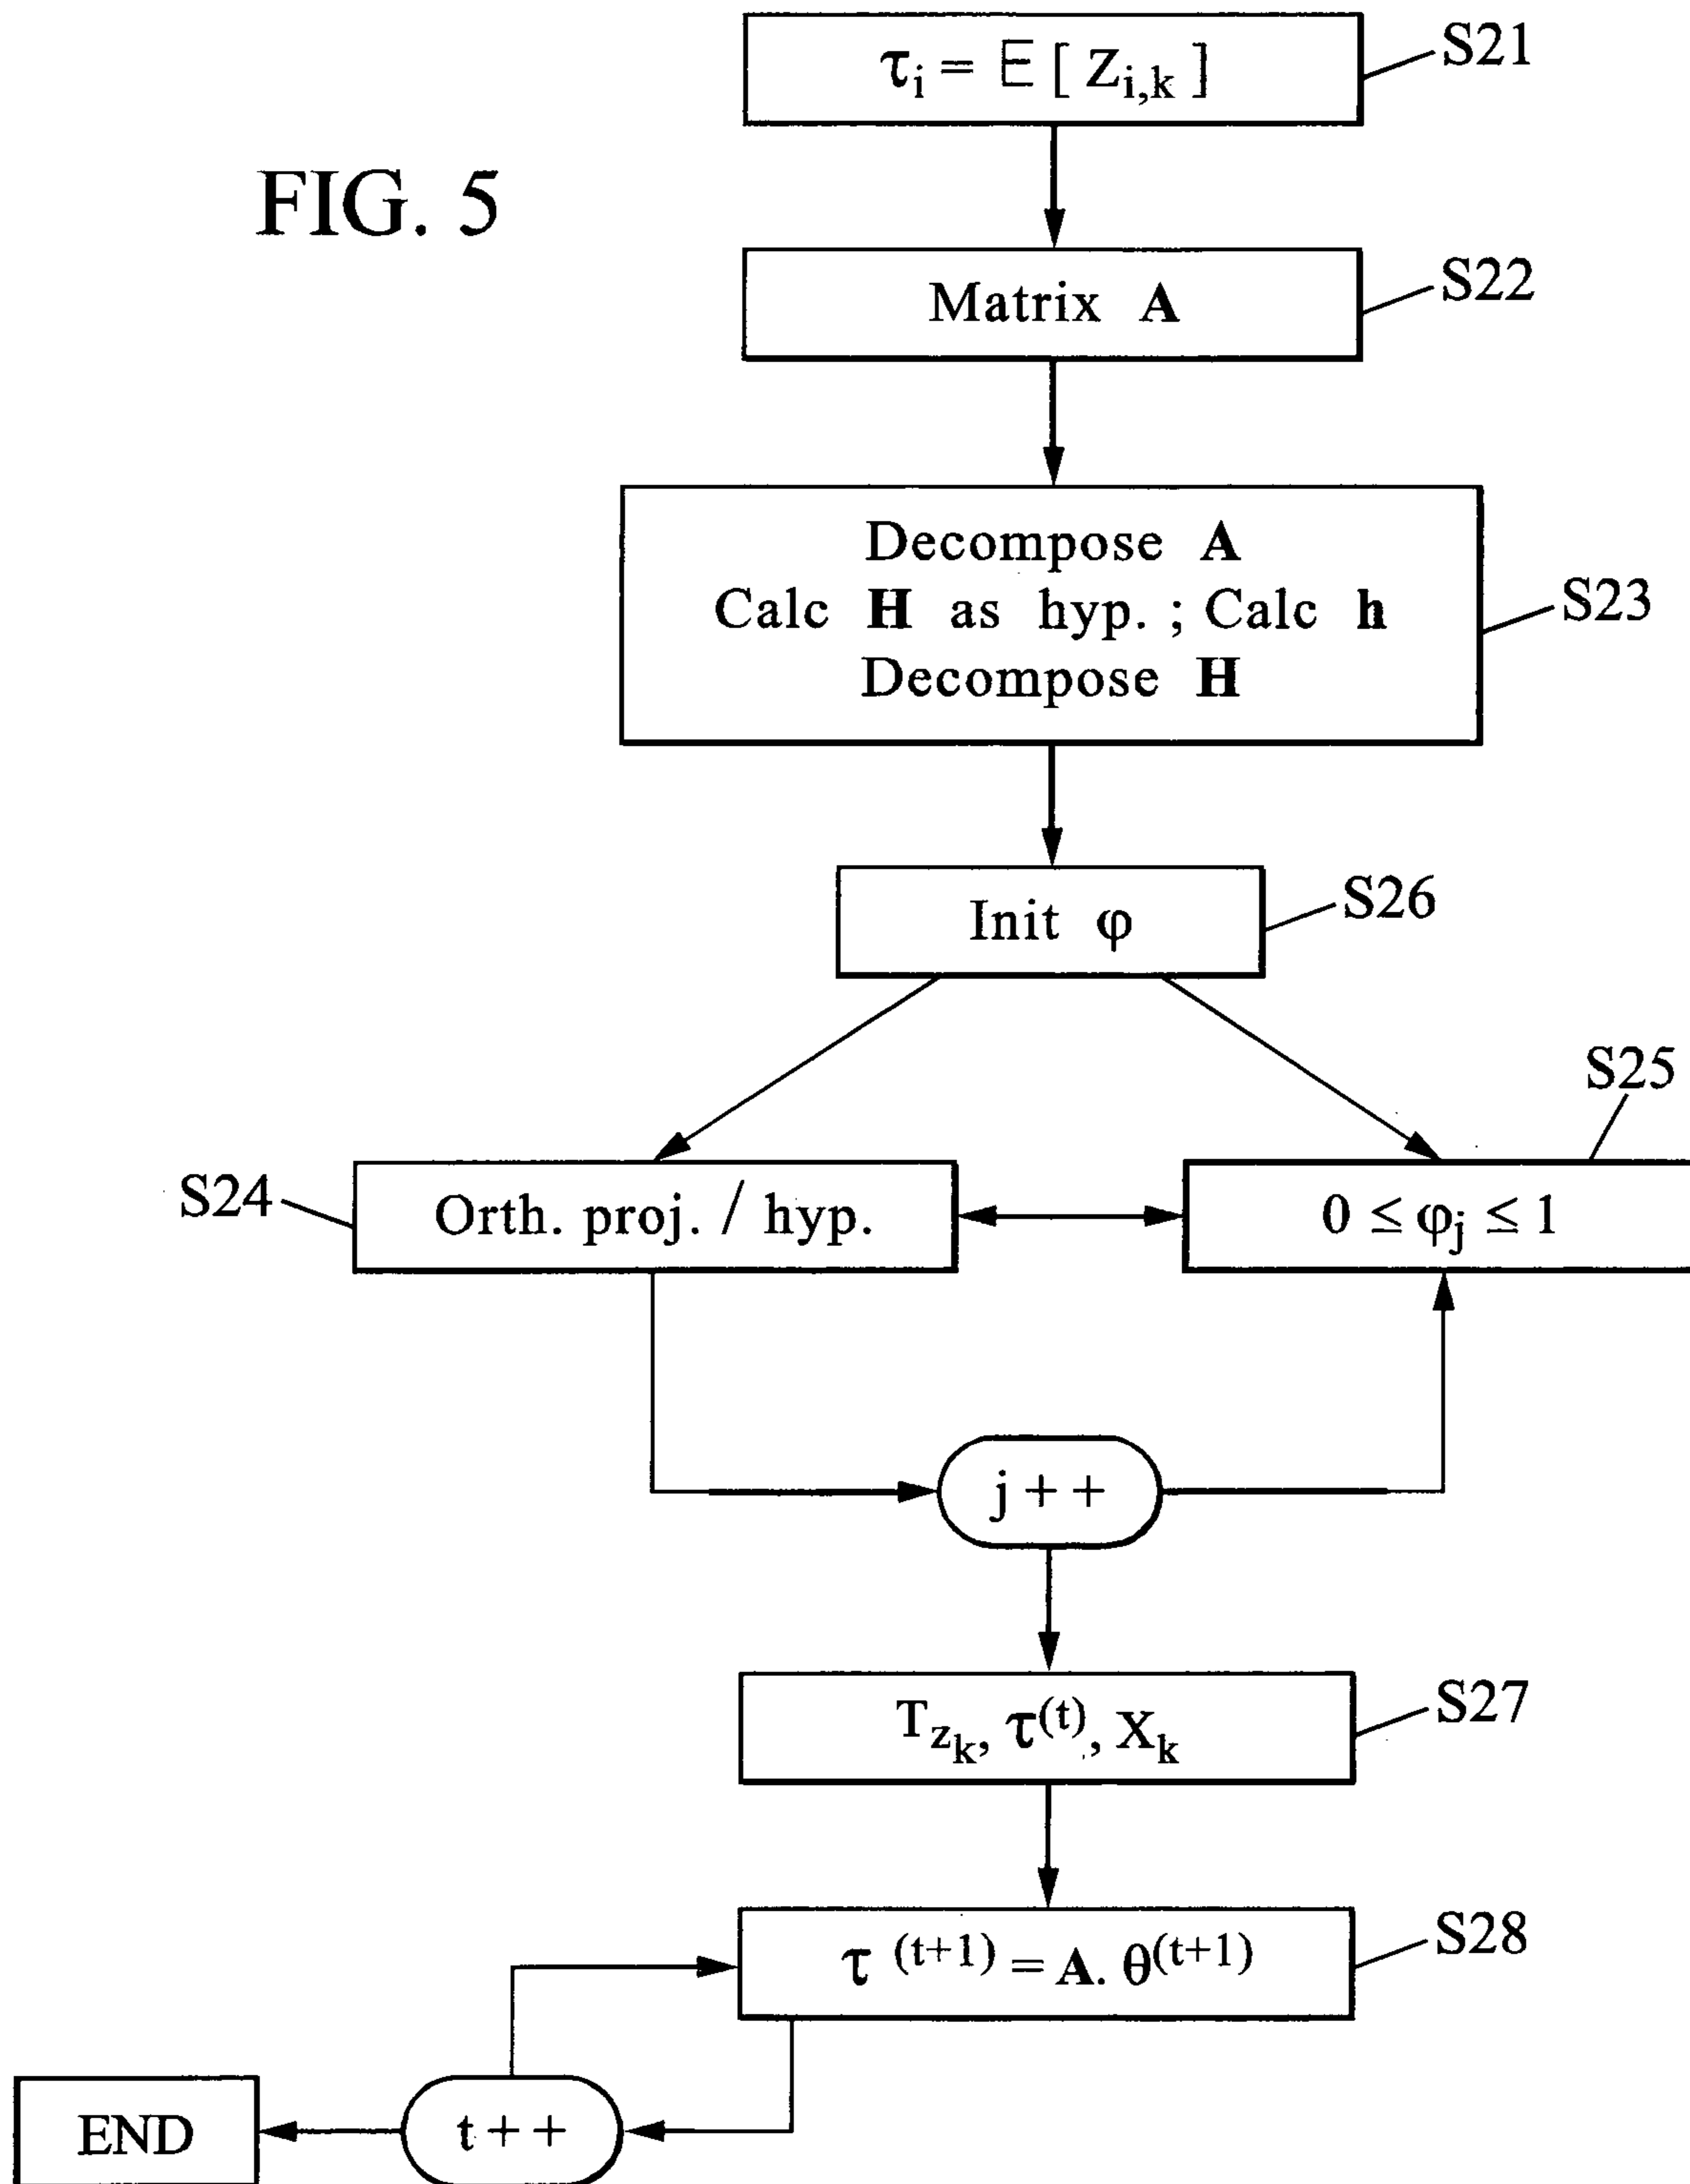 τi = 𝔼 [ Zi,k ]
S21
FIG. 5
Matrix A
S22
Decompose A
Calc H as hyp. ; Calc h
Decompose H
S23
Init φ
S26
S25
S24
Orth. proj. / hyp.
0 ≤ φj ≤ 1
j + +
Tzk, τ(t), Xk
S27
τ (t+1) = A. θ(t+1)
S28
END
t + +